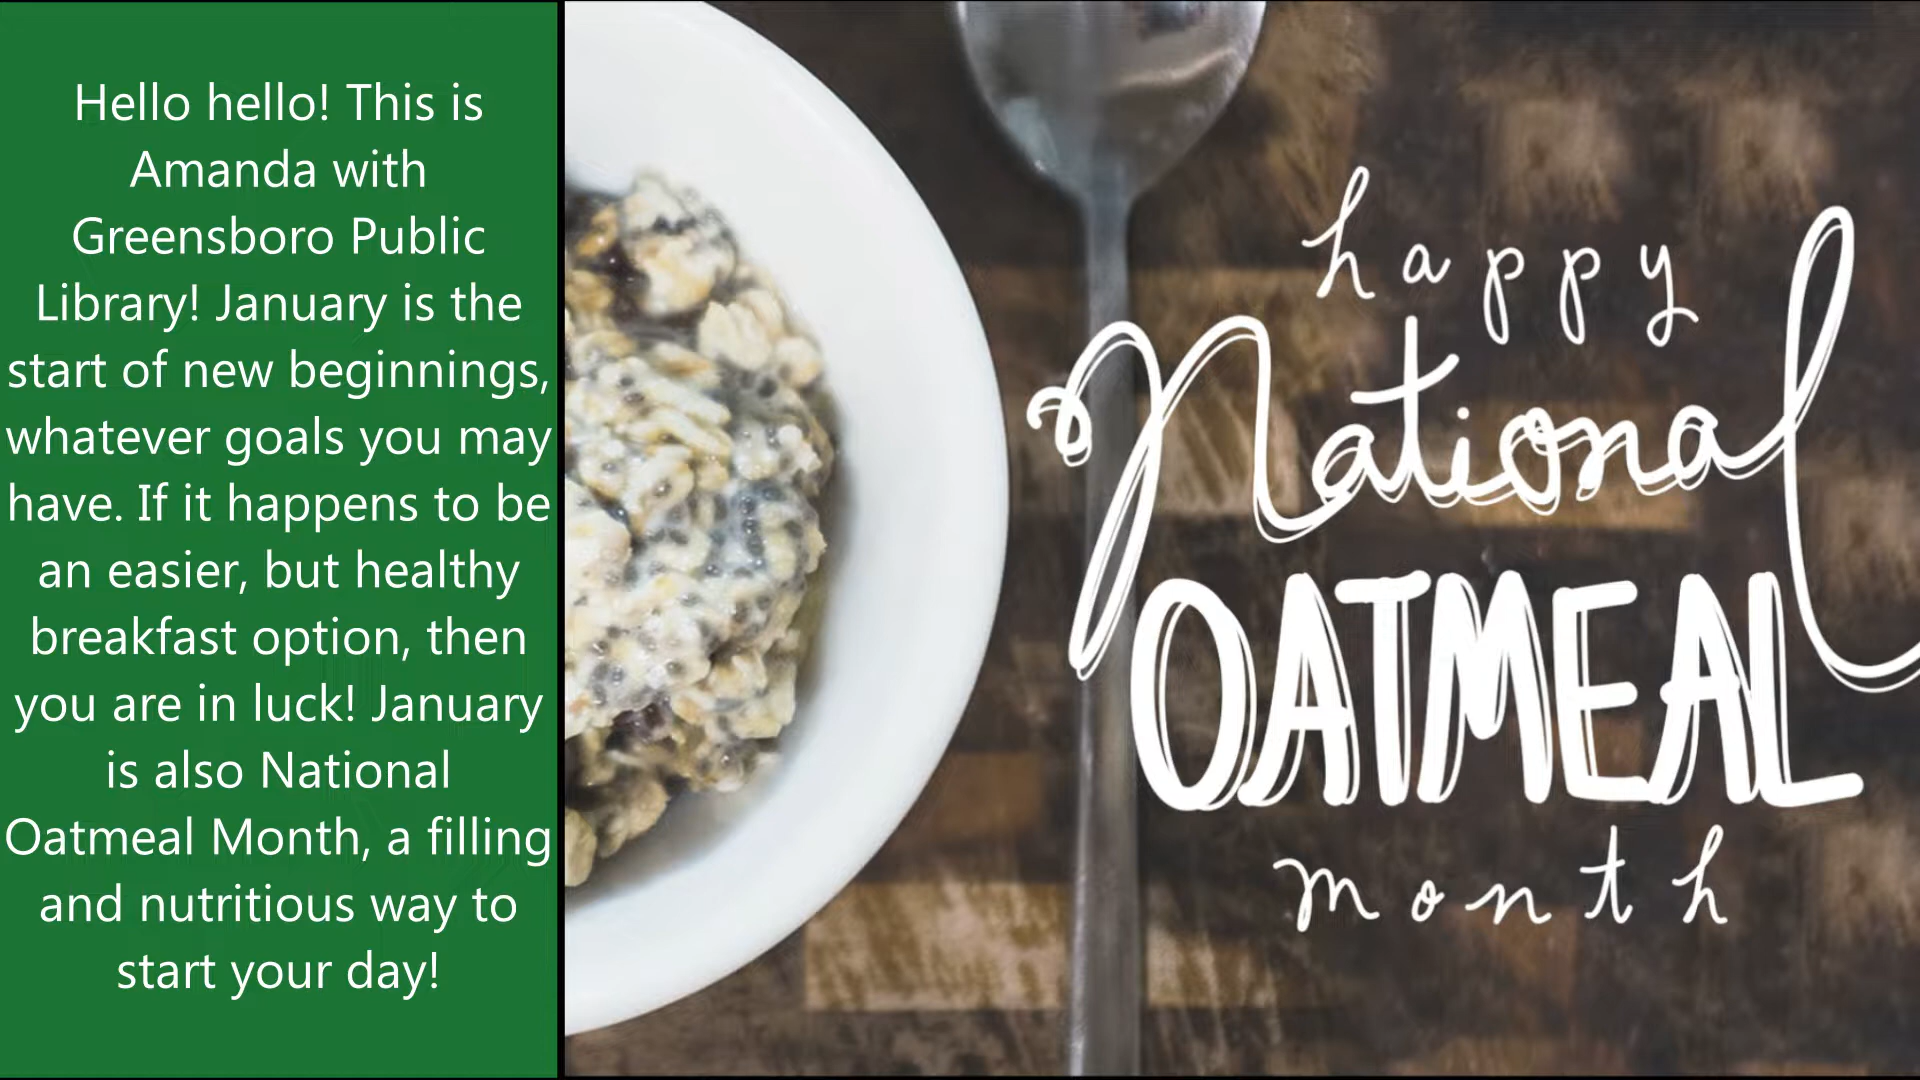 Hello hello! This is
Amanda with
Greensboro Public
Library! January is the
start of new beginnings,
whatever goals you may
have. If it happens to be
an easier, but healthy
breakfast option, then
you are in luck! January
is also National
Oatmeal Month, a filling
and nutritious way to
start your day!
happy
National
OATMEAL
month